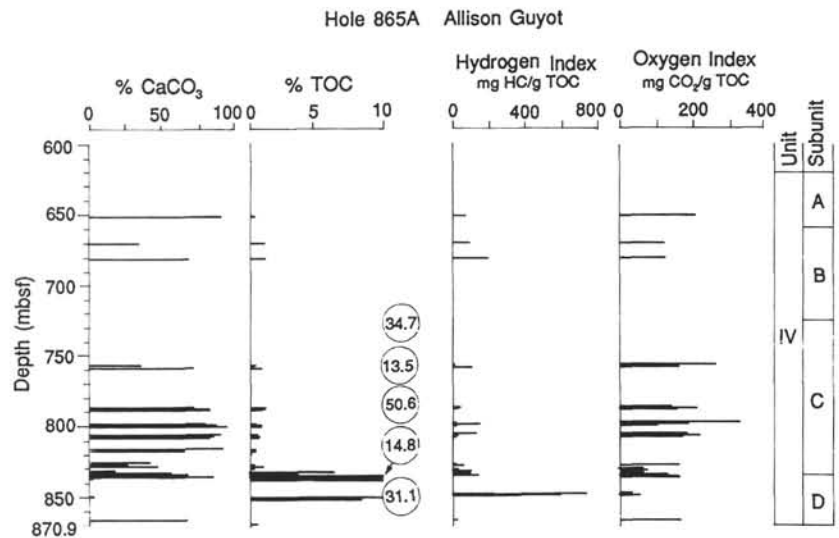 Hole 865A Allison Guyot
% CaCO3
0 50 100
% TOC
0 5 10
Hydrogen Index
mg HC/g TOC
0 400 800
Oxygen Index
mg CO2/g TOC
0 200 400
Unit
Subunit
Depth (mbsf)
600
650
700
750
800
850
870.9
34.7
13.5
50.6
14.8
31.1
IV
A
B
C
D